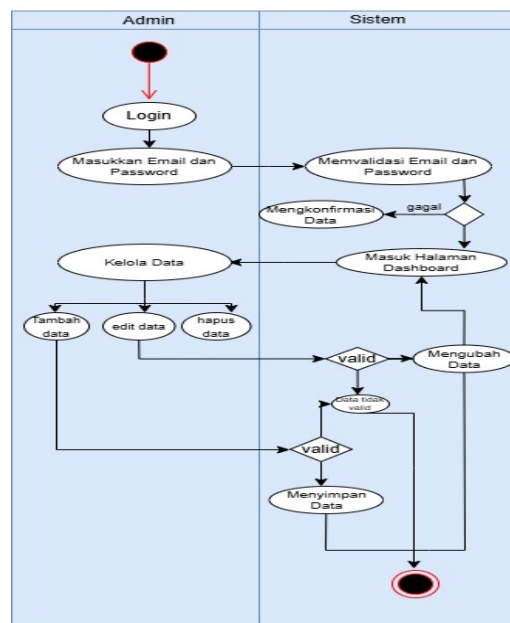 Admin
Sistem
Login
Masukkan Email dan
Password
Memvalidasi Email dan
Password
gagal
Mengkonfirmasi
Data
Kelola Data
Masuk Halaman
Dashboard
Tambah
data
edit data
hapus
data
valid
Mengubah
Data
Data tidak
valid
valid
Menyimpan
Data